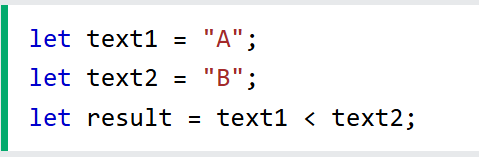 let text1 = "A";
let text2 = "B";
let result = text1 < text2;